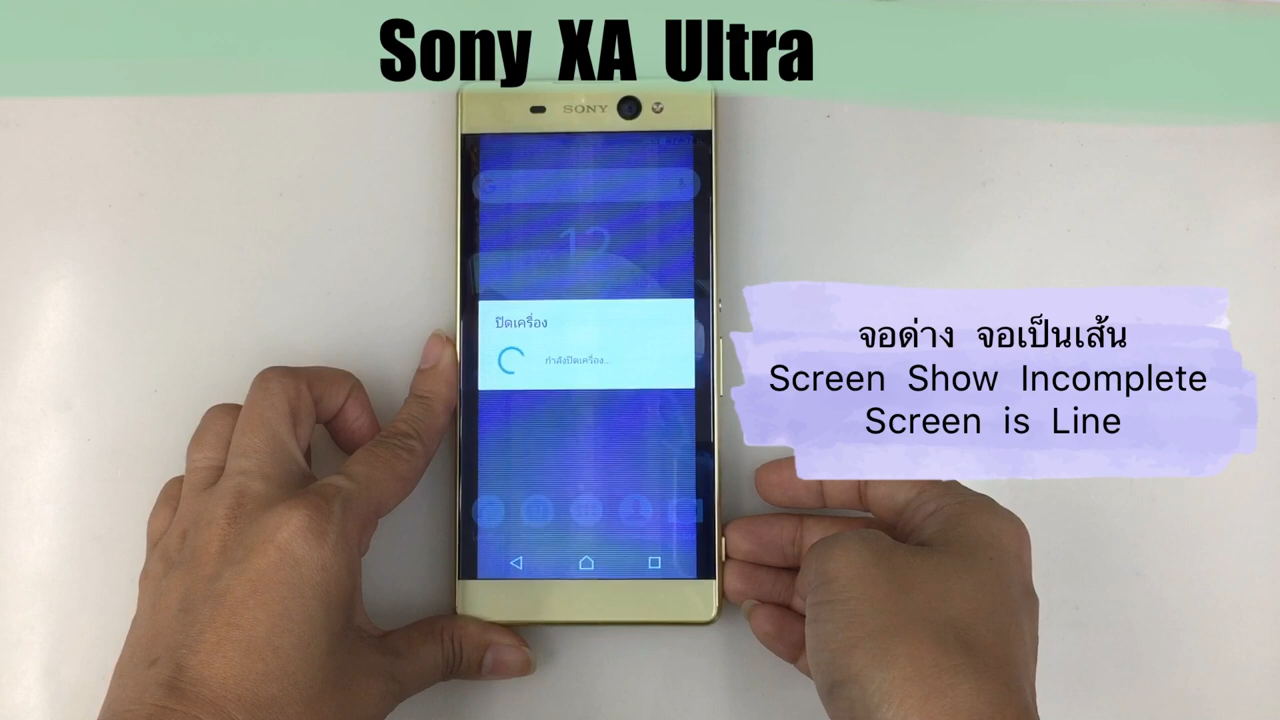 Sony XA Ultra
SONY
12
ปิดเครื่อง
กำลังปิดเครื่อง...
จอด่าง จอเป็นเส้น
Screen Show Incomplete
Screen is Line